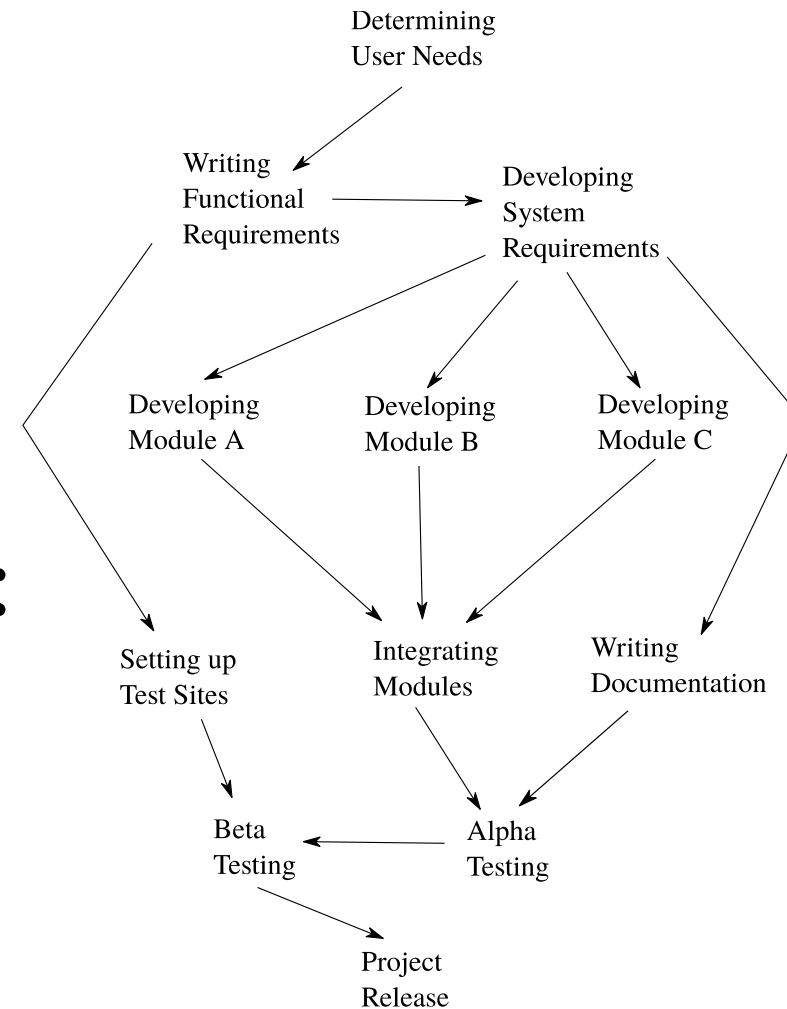 Determining
User Needs
Writing
Functional
Requirements
Developing
System
Requirements
Developing
Module A
Developing
Module B
Developing
Module C
Setting up
Test Sites
Integrating
Modules
Writing
Documentation
Beta
Testing
Alpha
Testing
Project
Release